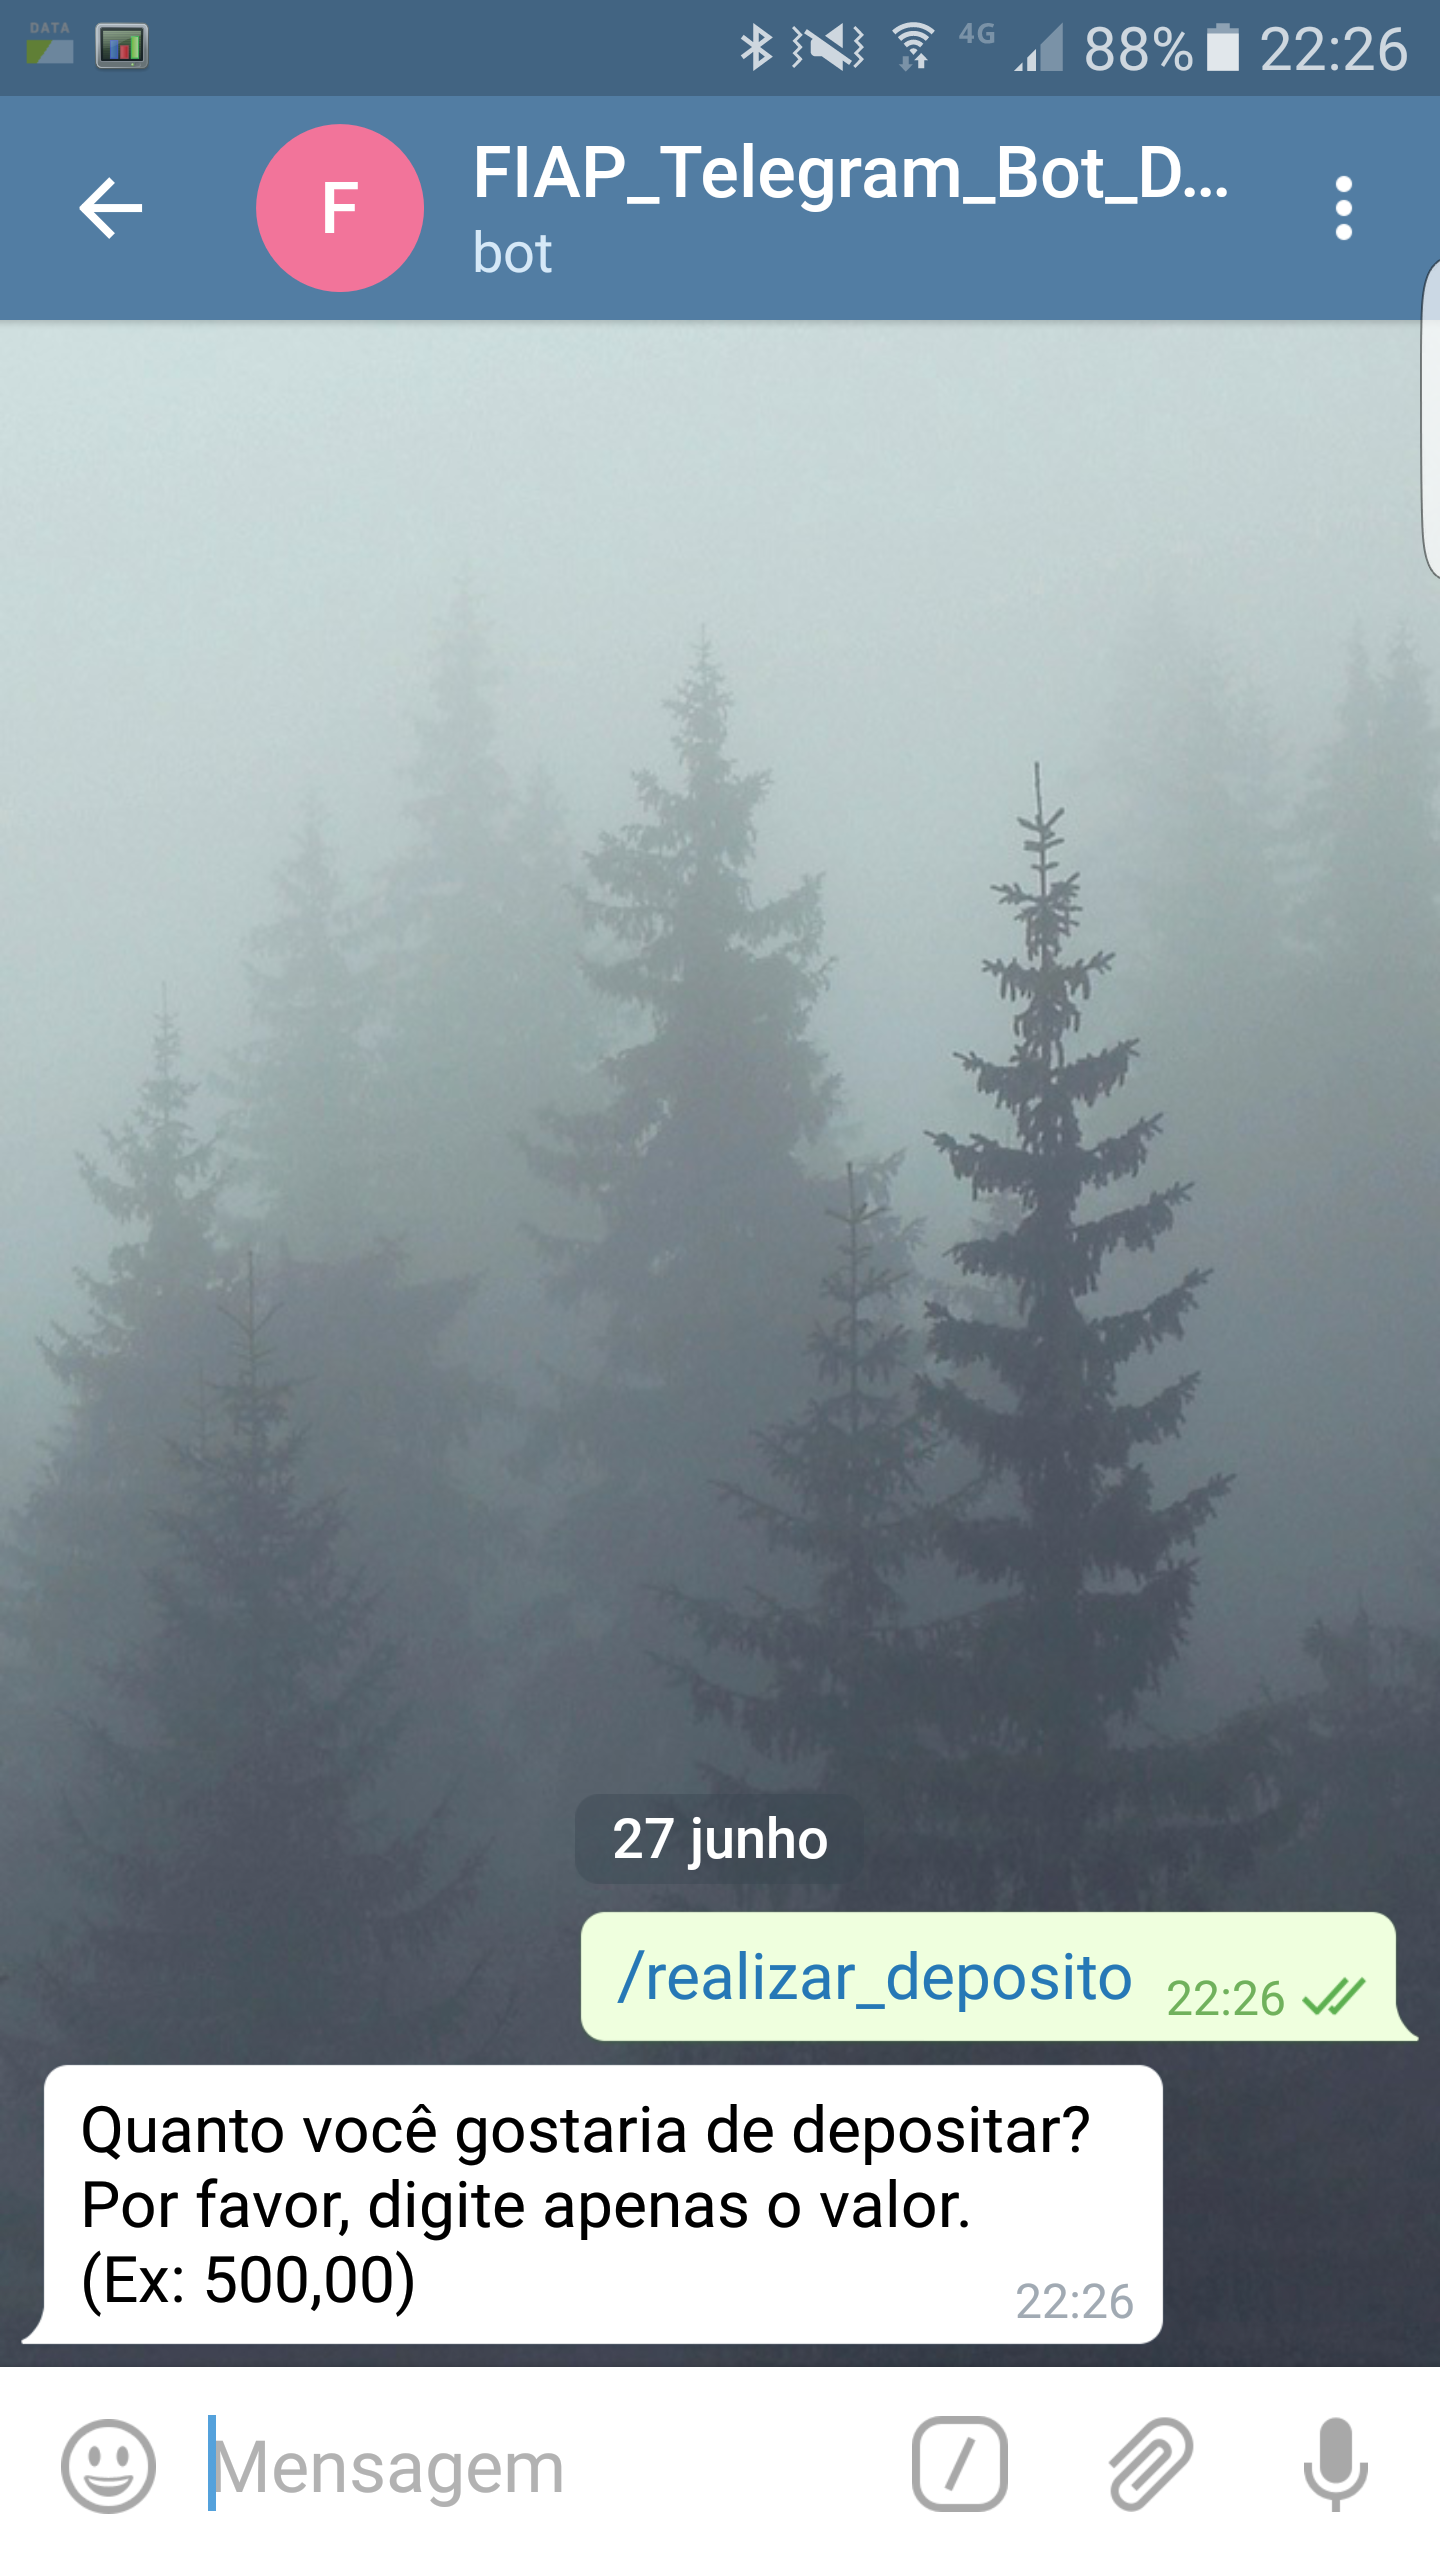 DATA
4G
88%
22:26
F
FIAP_Telegram_Bot_D...
bot
27 junho
/realizar_deposito
22:26
Quanto você gostaria de depositar?
Por favor, digite apenas o valor.
(Ex: 500,00)
22:26
Mensagem